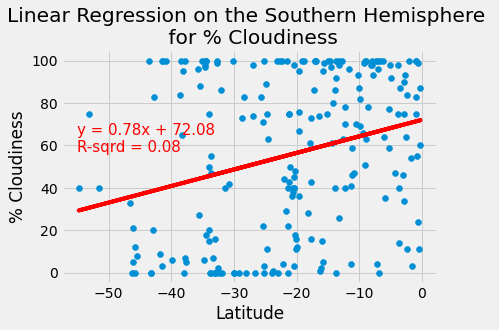 Linear Regression on the Southern Hemisphere
for % Cloudiness
100
80
60
40
20
0
% Cloudiness
y = 0.78x + 72.08
R-sqrd = 0.08
−50
−40
−30
−20
−10
0
Latitude